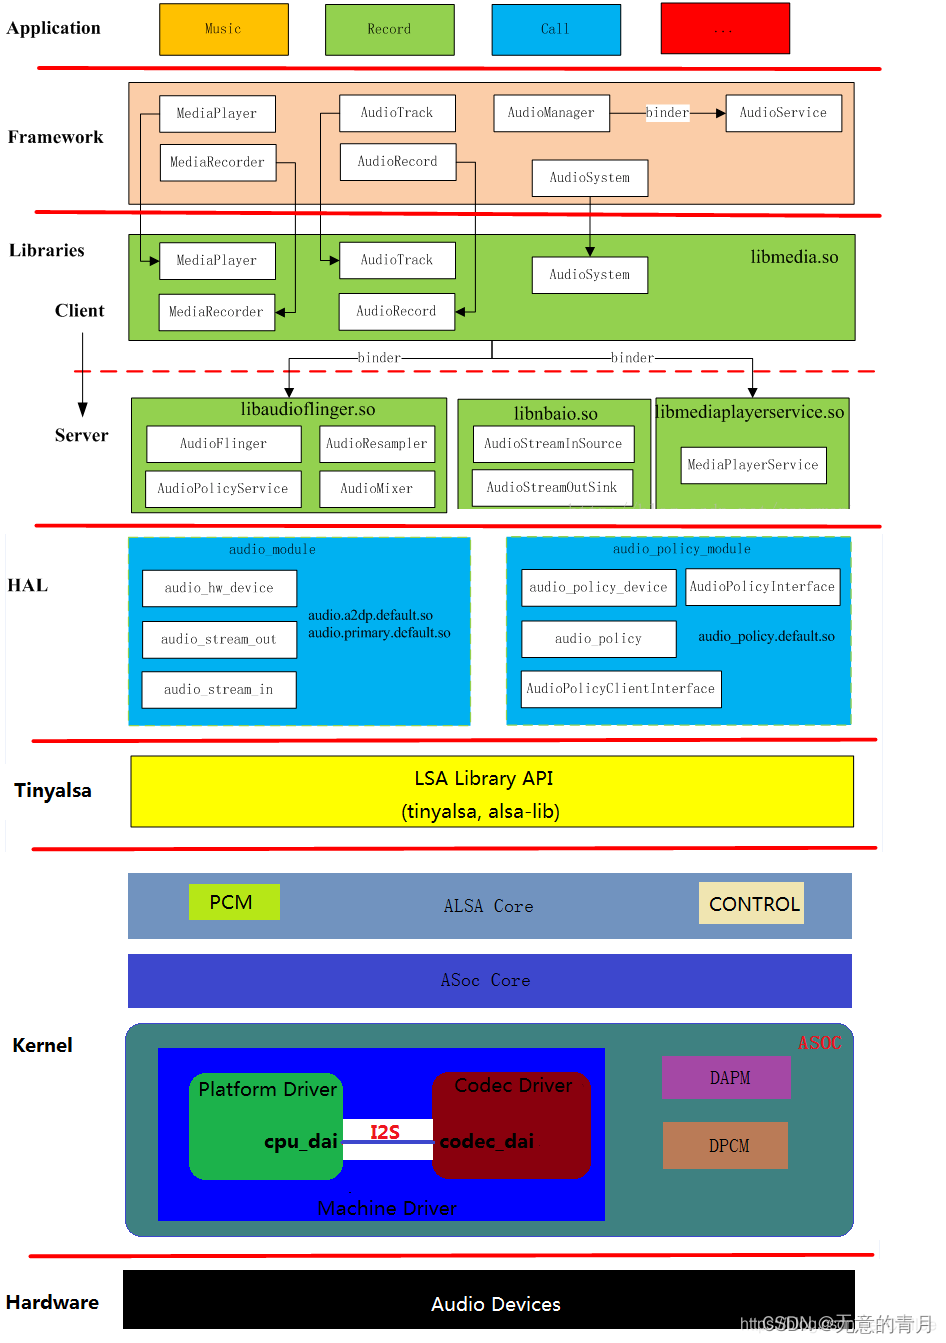 Application
Music
Record
Call
...
Framework
MediaPlayer
AudioTrack
AudioManager
binder
AudioService
MediaRecorder
AudioRecord
AudioSystem
Libraries
libmedia.so
MediaPlayer
AudioTrack
AudioSystem
MediaRecorder
AudioRecord
Client
binder
binder
Server
libaudioflinger.so
AudioFlinger
AudioResampler
AudioPolicyService
AudioMixer
libnbaio.so
AudioStreamInSource
AudioStreamOutSink
libmediaplayerservice.so
MediaPlayerService
HAL
audio_module
audio_hw_device
audio_stream_out
audio_stream_in
audio.a2dp.default.so
audio.primary.default.so
audio_policy_module
audio_policy_device
AudioPolicyInterface
audio_policy
audio_policy.default.so
AudioPolicyClientInterface
Tinyalsa
LSA Library API
(tinyalsa, alsa-lib)
Kernel
PCM
ALSA Core
CONTROL
ASoc Core
ASOC
Platform Driver
Codec Driver
I2S
cpu_dai
codec_dai
Machine Driver
DAPM
DPCM
Hardware
Audio Devices
CSDN @无意的青月